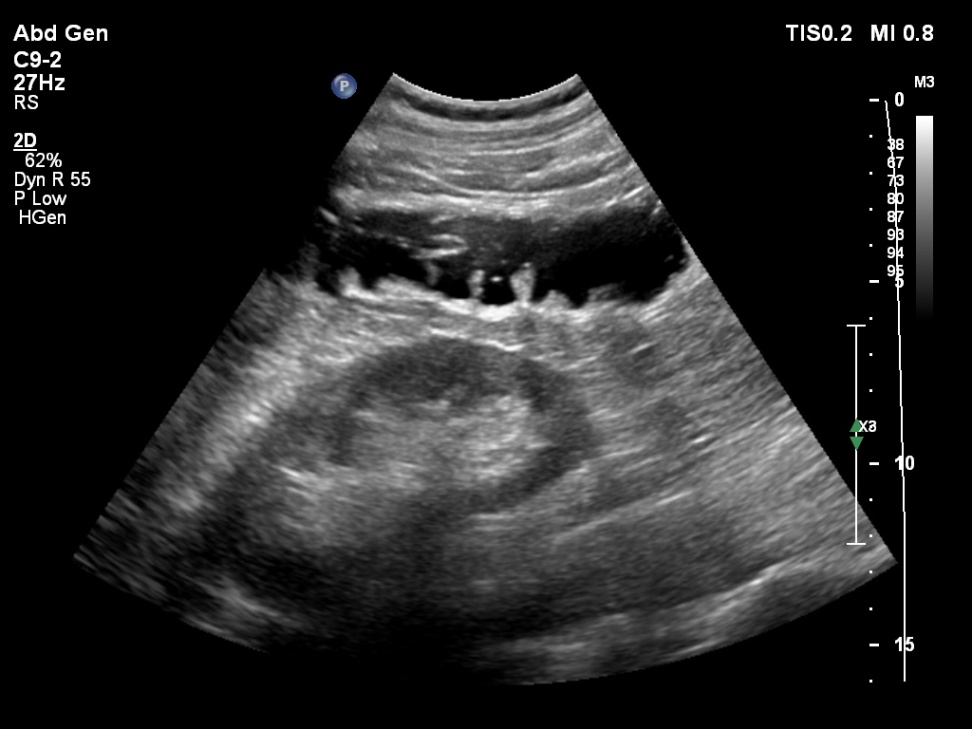 Abd Gen
C9-2
27Hz
RS
2D
62%
Dyn R 55
P Low
HGen
P
TIS0.2 MI 0.8
M3
0
38
67
73
80
87
93
94
95
5
x3
10
15